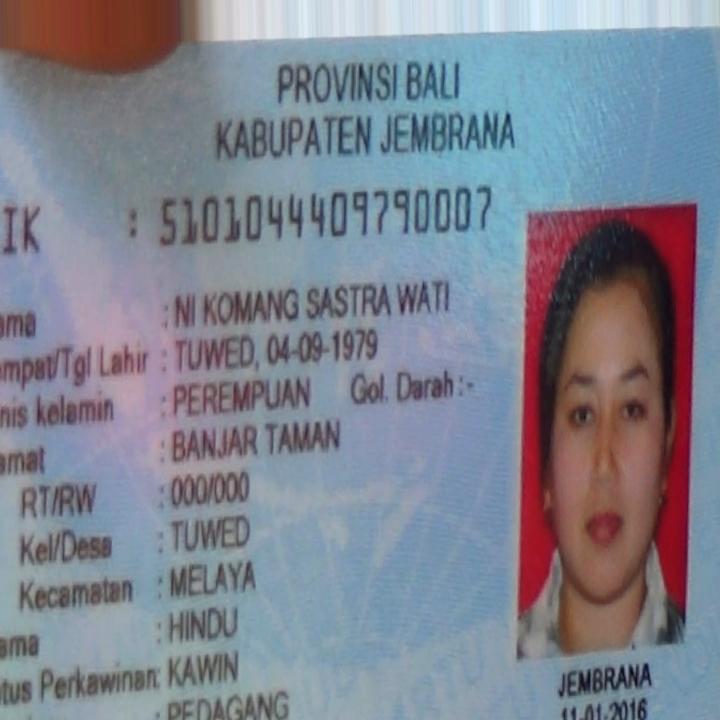 PROVINSI BALI
KABUPATEN JEMBRANA
IK : 5101044409790007
ama : NI KOMANG SASTRA WATI
empat/Tgl Lahir : TUWED, 04-09-1979
nis kelamin : PEREMPUAN Gol. Darah :-
amat : BANJAR TAMAN
RT/RW : 000/000
Kel/Desa : TUWED
Kecamatan : MELAYA
ama : HINDU
tus Perkawinan: KAWIN
: PEDAGANG
JEMBRANA
11-01-2016